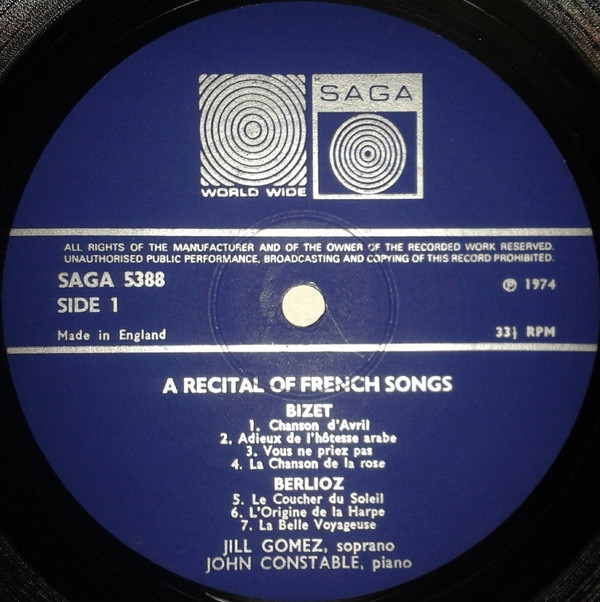 WORLD WIDE
SAGA
ALL RIGHTS OF THE MANUFACTURER AND OF THE OWNER OF THE RECORDED WORK RESERVED.
UNAUTHORISED PUBLIC PERFORMANCE, BROADCASTING AND COPYING OF THIS RECORD PROHIBITED.
SAGA 5388
SIDE 1
℗ 1974
Made in England
33⅓ RPM
A RECITAL OF FRENCH SONGS
BIZET
1. Chanson d'Avril
2. Adieux de l'hôtesse arabe
3. Vous ne priez pas
4. La Chanson de la rose
BERLIOZ
5. Le Coucher du Soleil
6. L'Origine de la Harpe
7. La Belle Voyageuse
JILL GOMEZ, soprano
JOHN CONSTABLE, piano